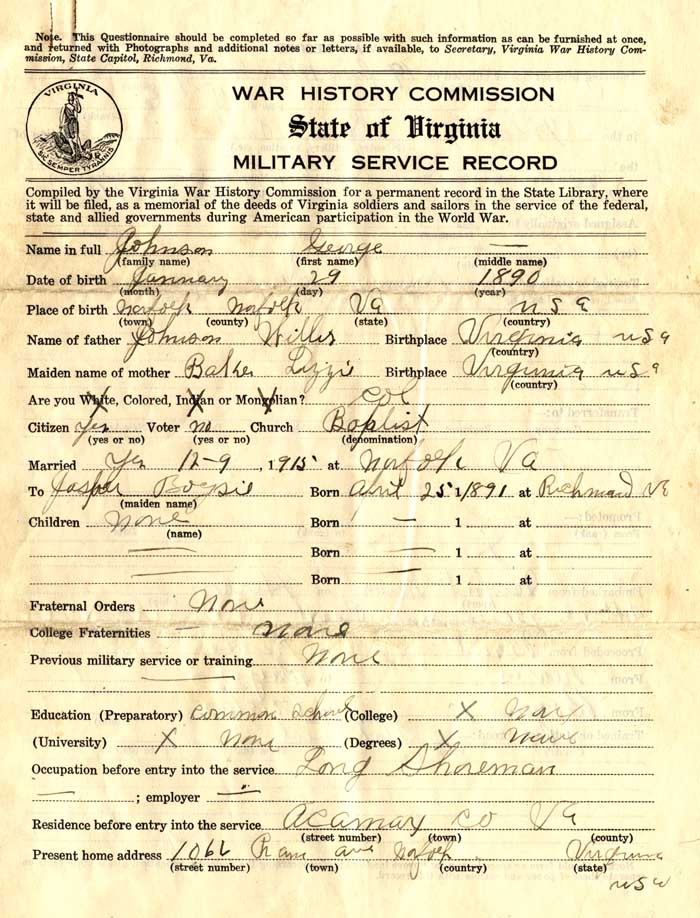 Note. This Questionnaire should be completed so far as possible with such information as can be furnished at once,
and returned with Photographs and additional notes or letters, if available, to Secretary, Virginia War History Com-
mission, State Capitol, Richmond, Va.
VIRGINIA
SIC SEMPER TYRANNIS
WAR HISTORY COMMISSION
State of Virginia
MILITARY SERVICE RECORD
Compiled by the Virginia War History Commission for a permanent record in the State Library, where
it will be filed, as a memorial of the deeds of Virginia soldiers and sailors in the service of the federal,
state and allied governments during American participation in the World War.
Name in full Johnson George —
(family name) (first name) (middle name)
Date of birth January 29 1890
(month) (day) (year)
Place of birth Norfolk Norfolk Va U S a
(town) (county) (state) (country)
Name of father Johnson Willis Birthplace Virginia U S a
(country)
Maiden name of mother Baker Lizzie Birthplace Virginia U S a
(country)
Are you White, Colored, Indian or Mongolian? Col
Citizen Yes Voter no Church Baptist
(yes or no) (yes or no) (denomination)
Married Yes 12-9, 1915 at Norfolk Va
To Jasper Born April 25 1891 at Richmond Va
(maiden name)
Children None Born — 1 at
(name)
— Born — 1 at
— Born — 1 at
Fraternal Orders None
College Fraternities — None
Previous military service or training None
—
Education (Preparatory) Common School (College) X None
(University) X None (Degrees) X None
Occupation before entry into the service Long Shoreman
— ; employer —
Residence before entry into the service Co Va
(street number) (town) (county)
Present home address ave Norfolk Virginia
(street number) (town) (county) (state)
U S a